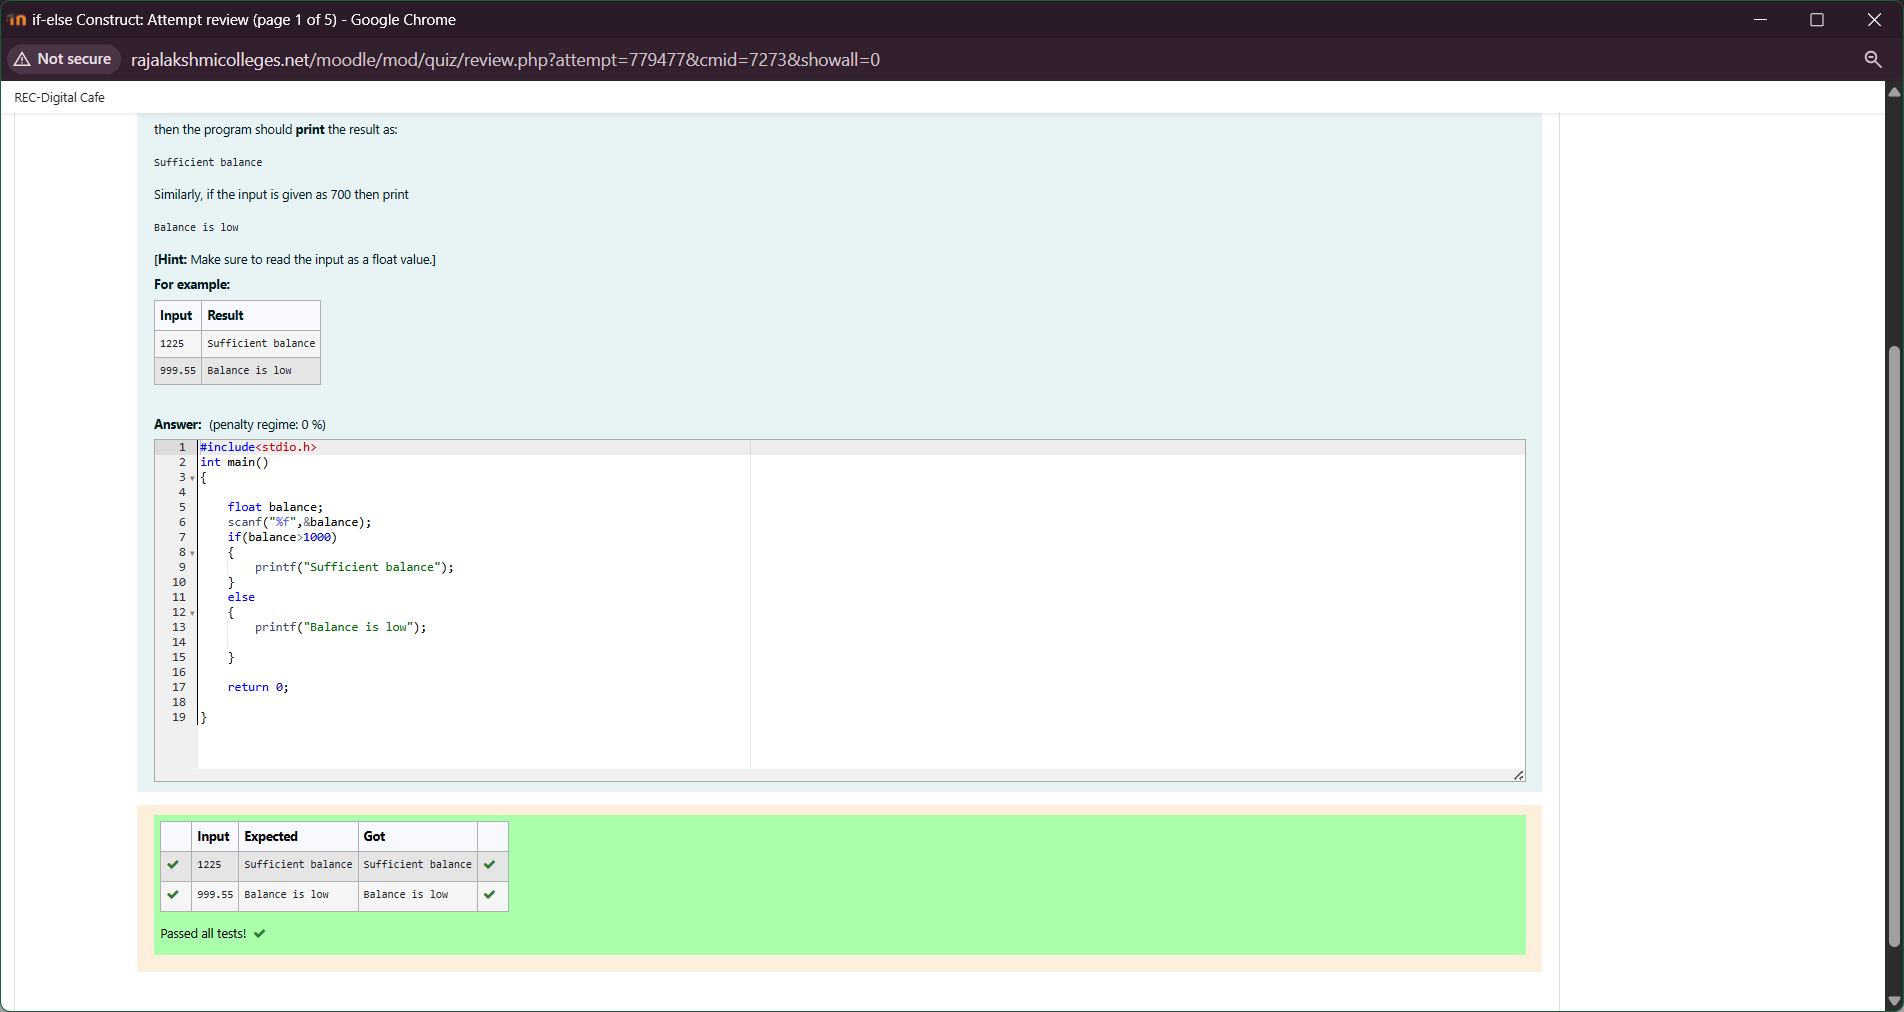 if-else Construct: Attempt review (page 1 of 5) - Google Chrome
Not secure rajalakshmicolleges.net/moodle/mod/quiz/review.php?attempt=779477&cmid=7273&showall=0
REC-Digital Cafe
then the program should print the result as:
Sufficient balance
Similarly, if the input is given as 700 then print
Balance is low
[Hint: Make sure to read the input as a float value.]
For example:
Input Result
1225 Sufficient balance
999.55 Balance is low
Answer: (penalty regime: 0 %)
1 #include<stdio.h>
2 int main()
3 {
4
5 float balance;
6 scanf("%f",&balance);
7 if(balance>1000)
8 {
9 printf("Sufficient balance");
10 }
11 else
12 {
13 printf("Balance is low");
14
15 }
16
17 return 0;
18
19 }
Input Expected Got
1225 Sufficient balance Sufficient balance
999.55 Balance is low Balance is low
Passed all tests!